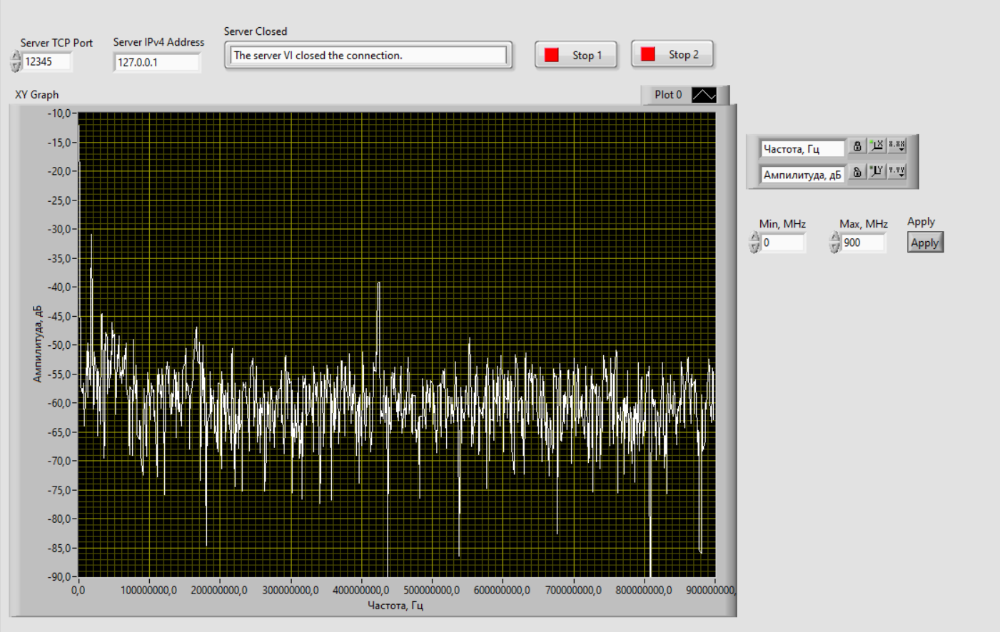 Server Closed
Server TCP Port
Server IPv4 Address
12345
127.0.0.1
The server VI closed the connection.
Stop 1
Stop 2
XY Graph
Plot 0
-10,0
-15,0
-20,0
-25,0
-30,0
-35,0
-40,0
-45,0
-50,0
-55,0
-60,0
-65,0
-70,0
-75,0
-80,0
-85,0
-90,0
Ампилитуда, дБ
0,0
100000000,0
200000000,0
300000000,0
400000000,0
500000000,0
600000000,0
700000000,0
800000000,0
900000000,
Частота, Гц
Частота, Гц
X.XX
Ампилитуда, дБ
Y.YY
Min, MHz
Max, MHz
Apply
0
900
Apply